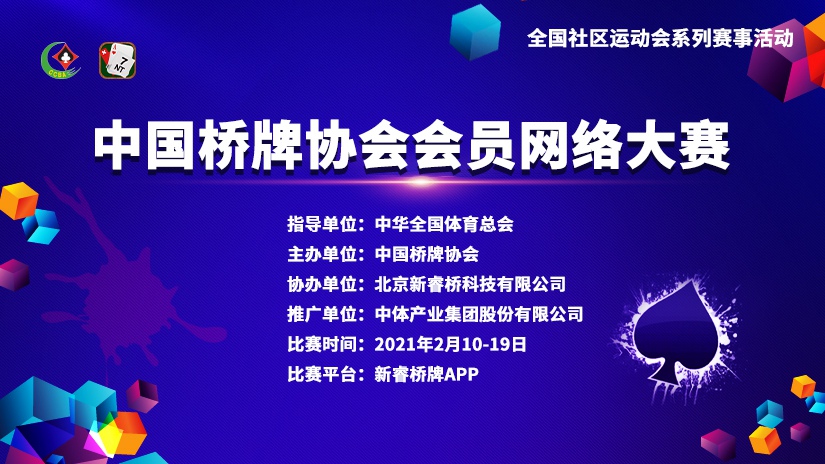 全国社区运动会系列赛事活动
CCBA
A
7
NT
中国桥牌协会会员网络大赛
指导单位：中华全国体育总会
主办单位：中国桥牌协会
协办单位：北京新睿桥科技有限公司
推广单位：中体产业集团股份有限公司
比赛时间：2021年2月10-19日
比赛平台：新睿桥牌APP